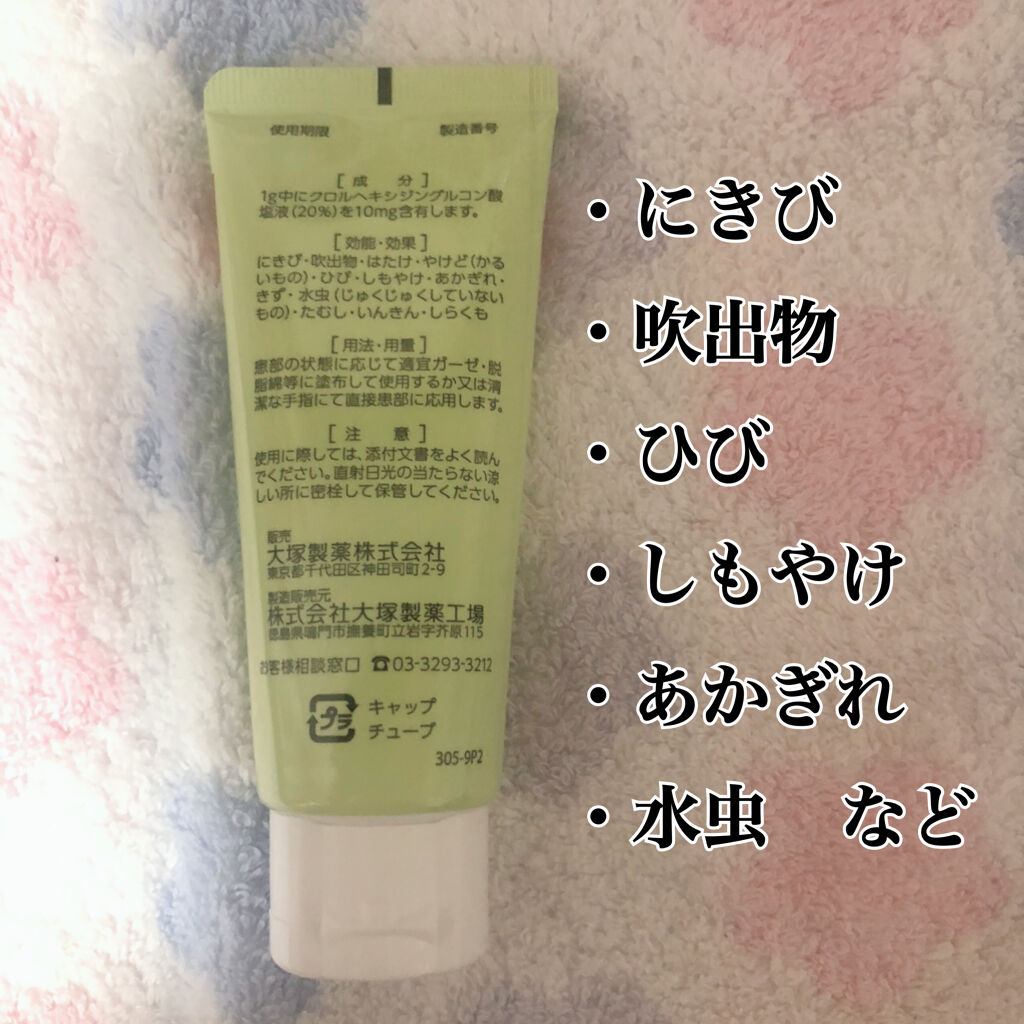 使用期限 製造番号
[成分]
1g中にクロルヘキシジングルコン酸
塩液(20%)を10mg含有します。
[効能・効果]
にきび・吹出物・はたけ・やけど(かる
いもの)・ひび・しもやけ・あかぎれ・
きず・水虫(じゅくじゅくしていない
もの)・たむし・いんきん・しらくも
[用法・用量]
患部の状態に応じて適宜ガーゼ・脱
脂綿等に塗布して使用するか又は清
潔な手指にて直接患部に応用します。
[注意]
使用に際しては、添付文書をよく読ん
でください。直射日光の当たらない涼
しい所に密栓して保管してください。
販売
大塚製薬株式会社
東京都千代田区神田司町2-9
製造販売元
株式会社大塚製薬工場
徳島県鳴門市撫養町立岩字芥原115
お客様相談窓口 ☎03-3293-3212
プラ
キャップ
チューブ
305-9P2
・にきび
・吹出物
・ひび
・しもやけ
・あかぎれ
・水虫 など